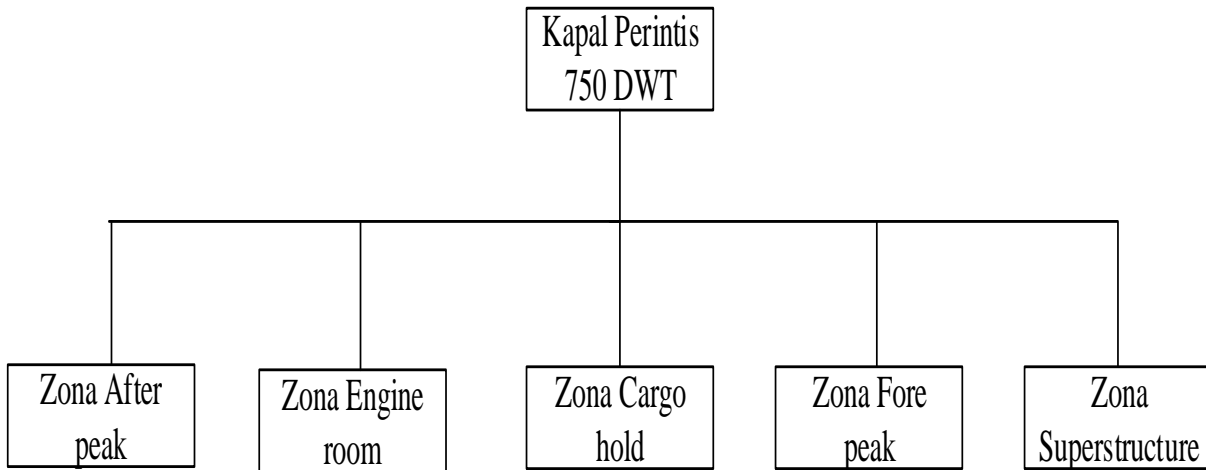 Kapal Perintis
750 DWT
Zona After
peak
Zona Engine
room
Zona Cargo
hold
Zona Fore
peak
Zona
Superstructure